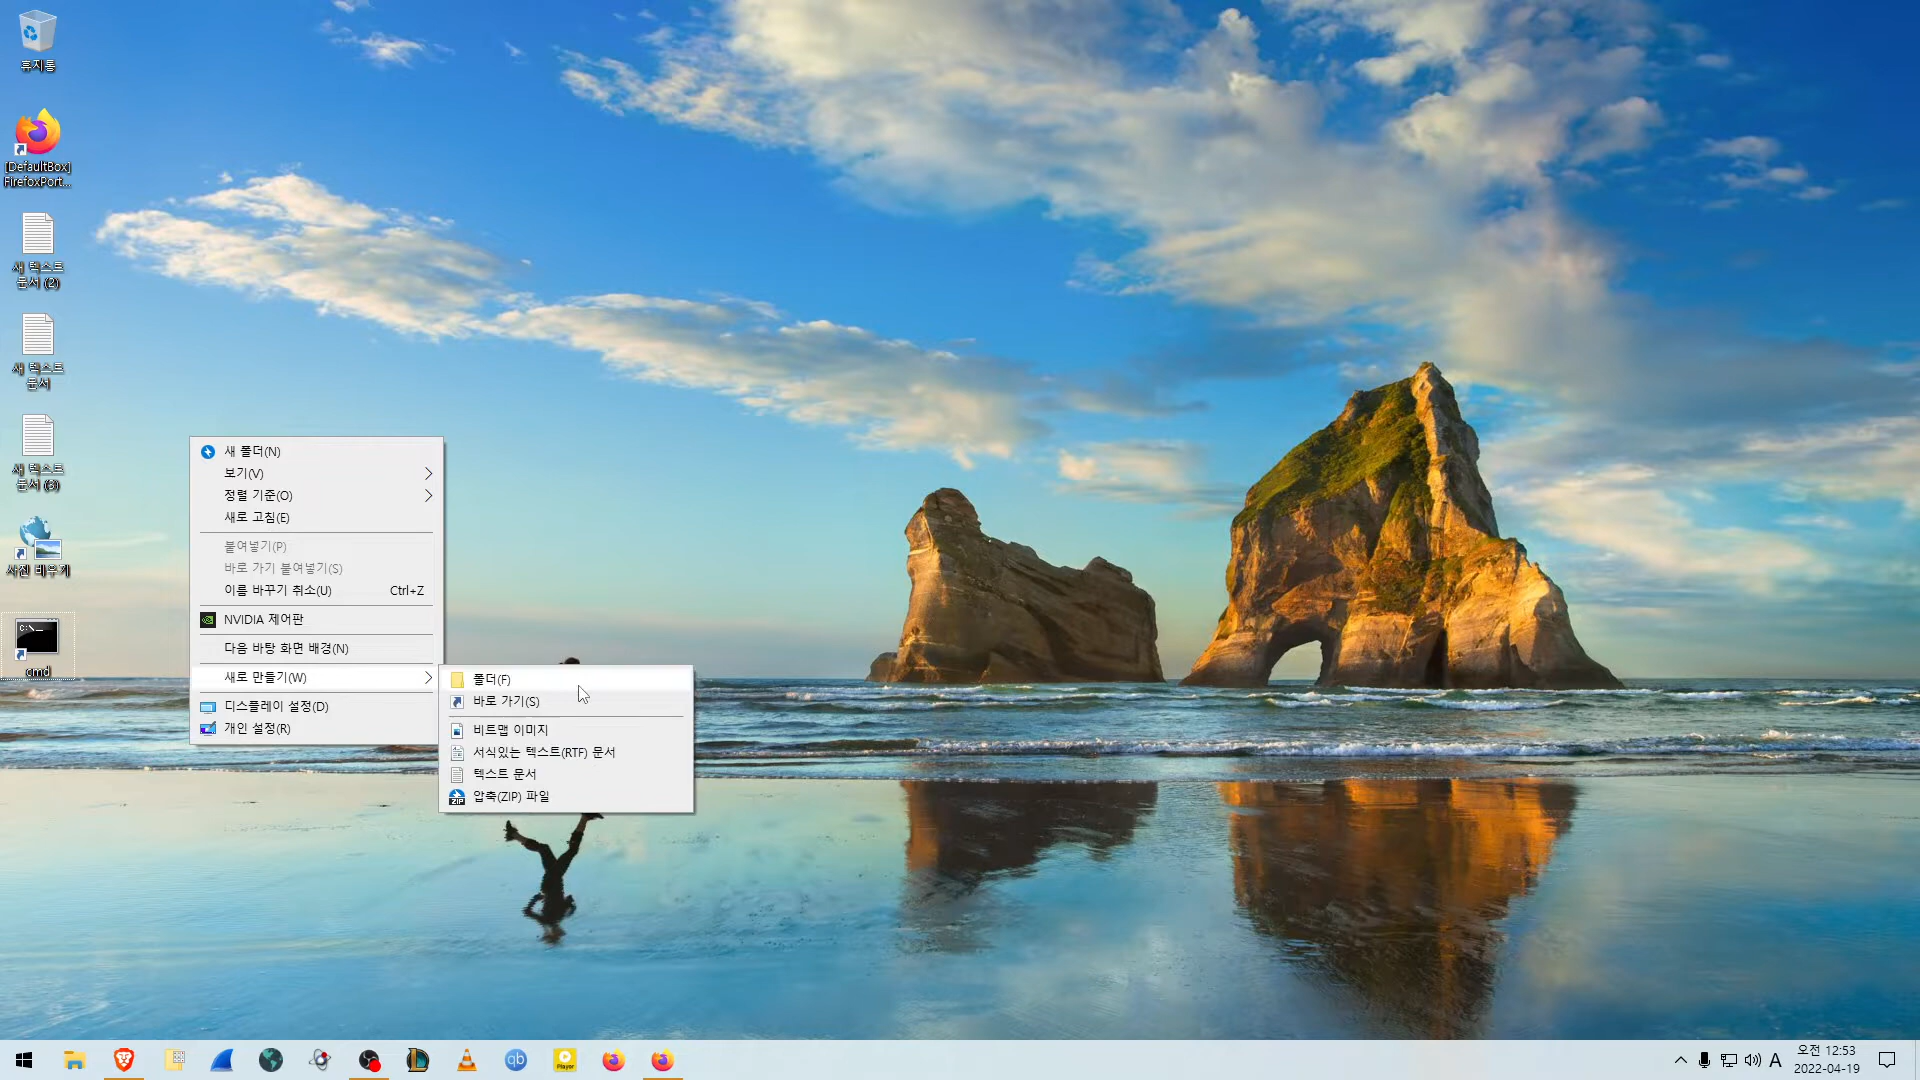 휴지통
[DefaultBox]
FirefoxPort...
새 텍스트
문서 (2)
새 텍스트
문서
새 텍스트
문서 (3)
사진 배우기
C:\_
cmd
새 폴더(N)
보기(V)
정렬 기준(O)
새로 고침(E)
붙여넣기(P)
바로 가기 붙여넣기(S)
이름 바꾸기 취소(U) Ctrl+Z
NVIDIA 제어판
다음 바탕 화면 배경(N)
새로 만들기(W)
디스플레이 설정(D)
개인 설정(R)
폴더(F)
바로 가기(S)
비트맵 이미지
서식있는 텍스트(RTF) 문서
텍스트 문서
ZIP 압축(ZIP) 파일
qb
Player
A
오전 12:53
2022-04-19